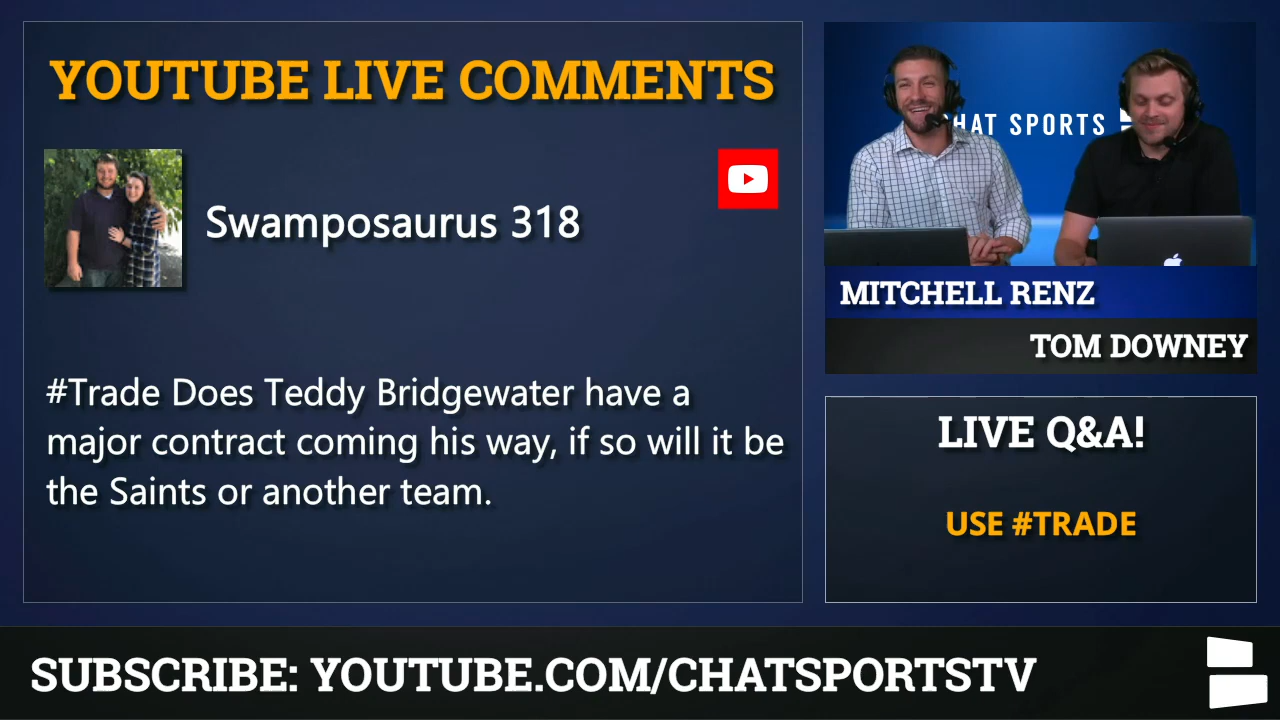 YOUTUBE LIVE COMMENTS
Swamposaurus 318
#Trade Does Teddy Bridgewater have a
major contract coming his way, if so will it be
the Saints or another team.
CHAT SPORTS
MITCHELL RENZ
TOM DOWNEY
LIVE Q&A!
USE #TRADE
SUBSCRIBE: YOUTUBE.COM/CHATSPORTSTV